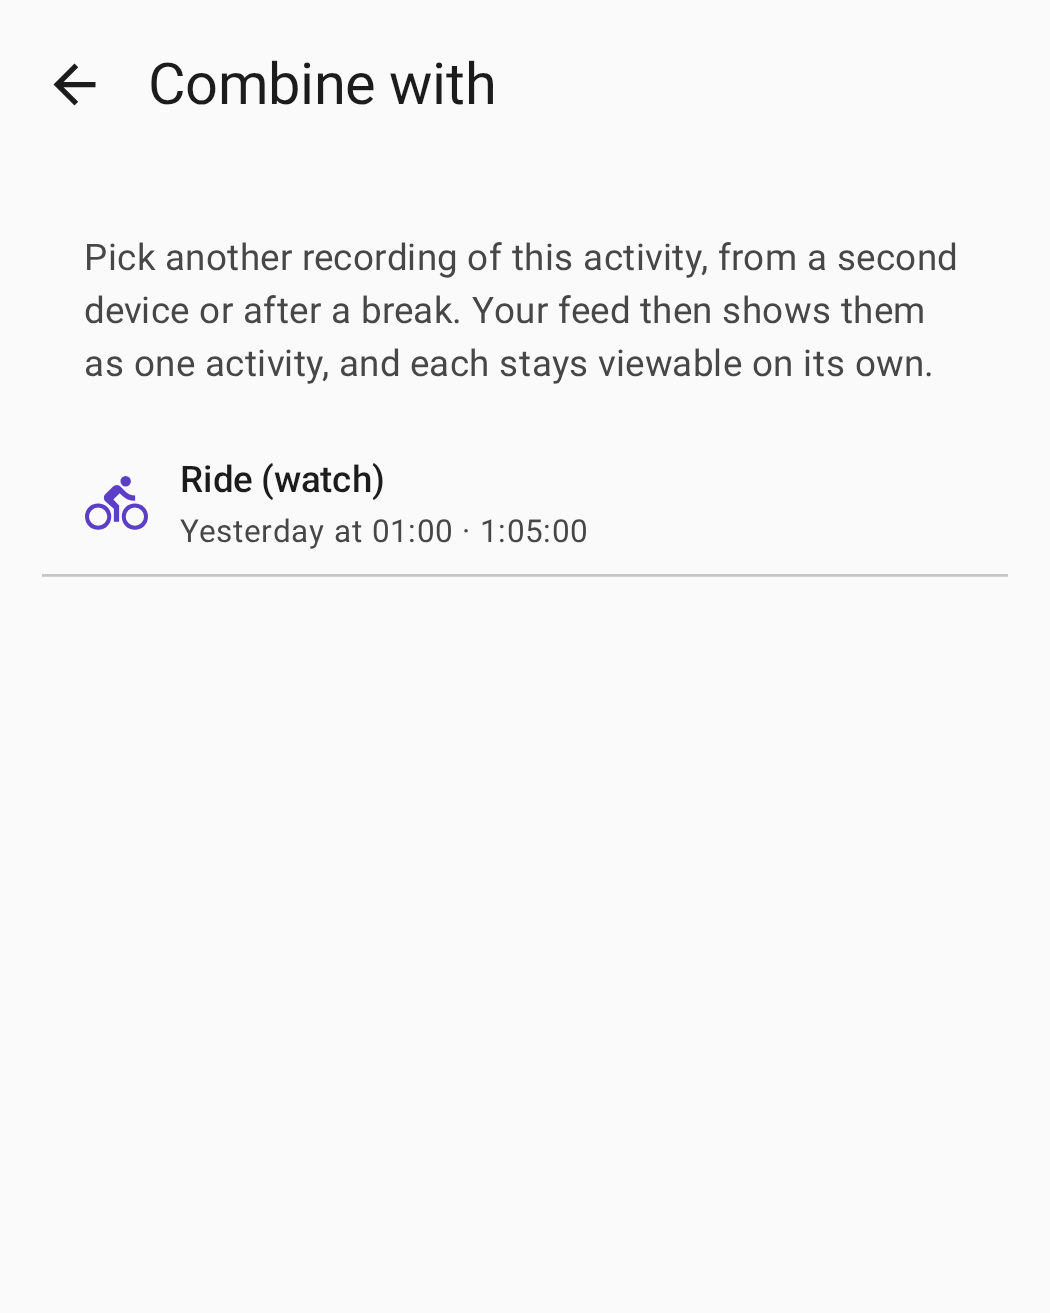 Combine with
Pick another recording of this activity, from a second
device or after a break. Your feed then shows them
as one activity, and each stays viewable on its own.
Ride (watch)
Yesterday at 01:00 · 1:05:00